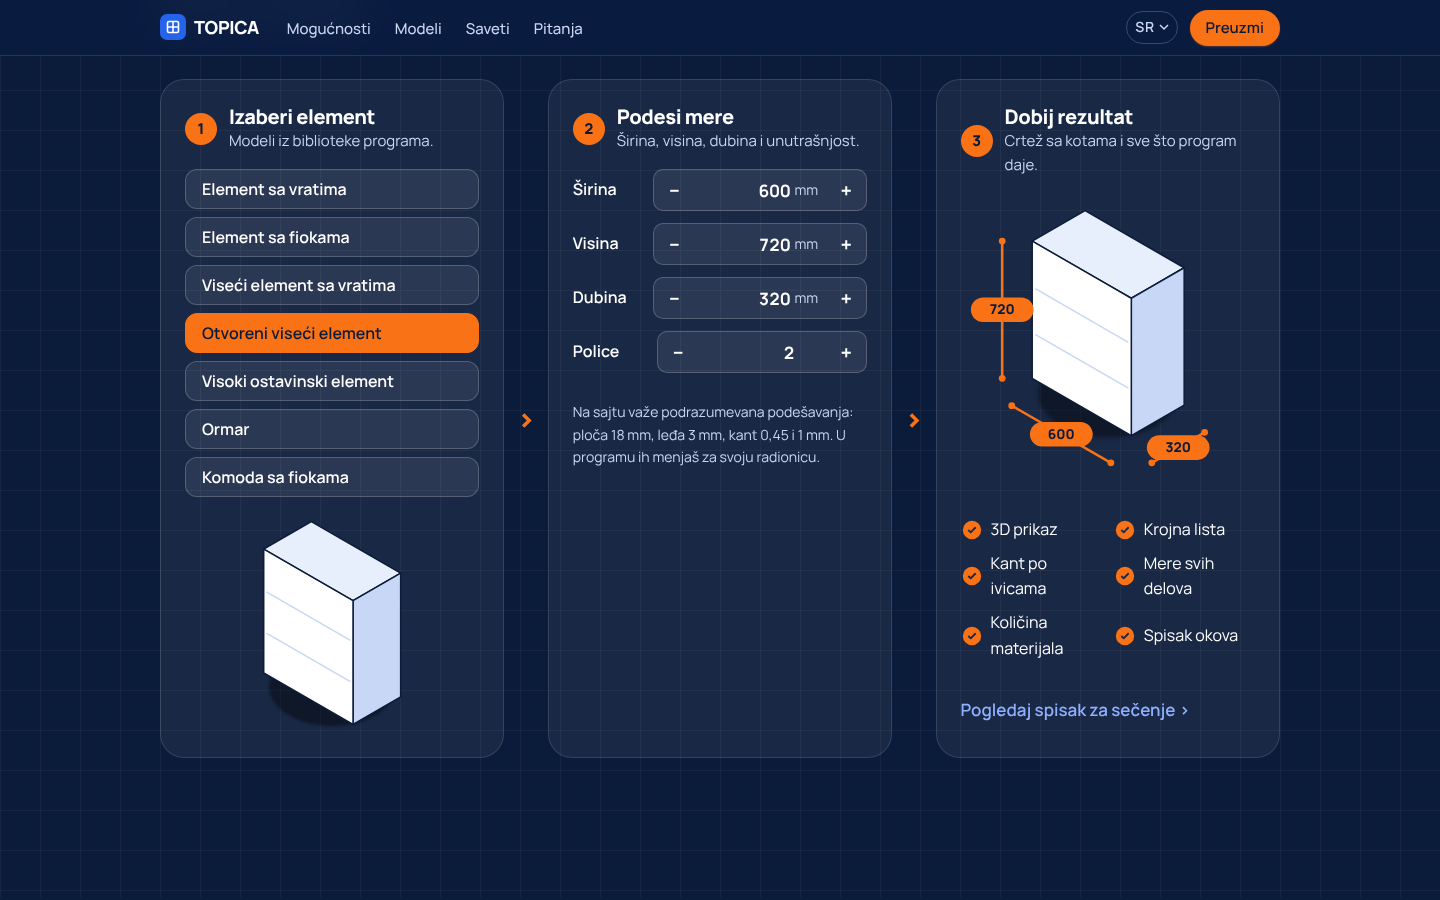 TOPICA Mogućnosti Modeli Saveti Pitanja SR Preuzmi
1 Izaberi element
Modeli iz biblioteke programa.
Element sa vratima
Element sa fiokama
Viseći element sa vratima
Otvoreni viseći element
Visoki ostavinski element
Ormar
Komoda sa fiokama
2 Podesi mere
Širina, visina, dubina i unutrašnjost.
Širina − 600 mm +
Visina − 720 mm +
Dubina − 320 mm +
Police − 2 +
Na sajtu važe podrazumevana podešavanja:
ploča 18 mm, leđa 3 mm, kant 0,45 i 1 mm. U
programu ih menjaš za svoju radionicu.
3 Dobij rezultat
Crtež sa kotama i sve što program
daje.
720
600
320
3D prikaz
Krojna lista
Kant po
ivicama
Mere svih
delova
Količina
materijala
Spisak okova
Pogledaj spisak za sečenje ›